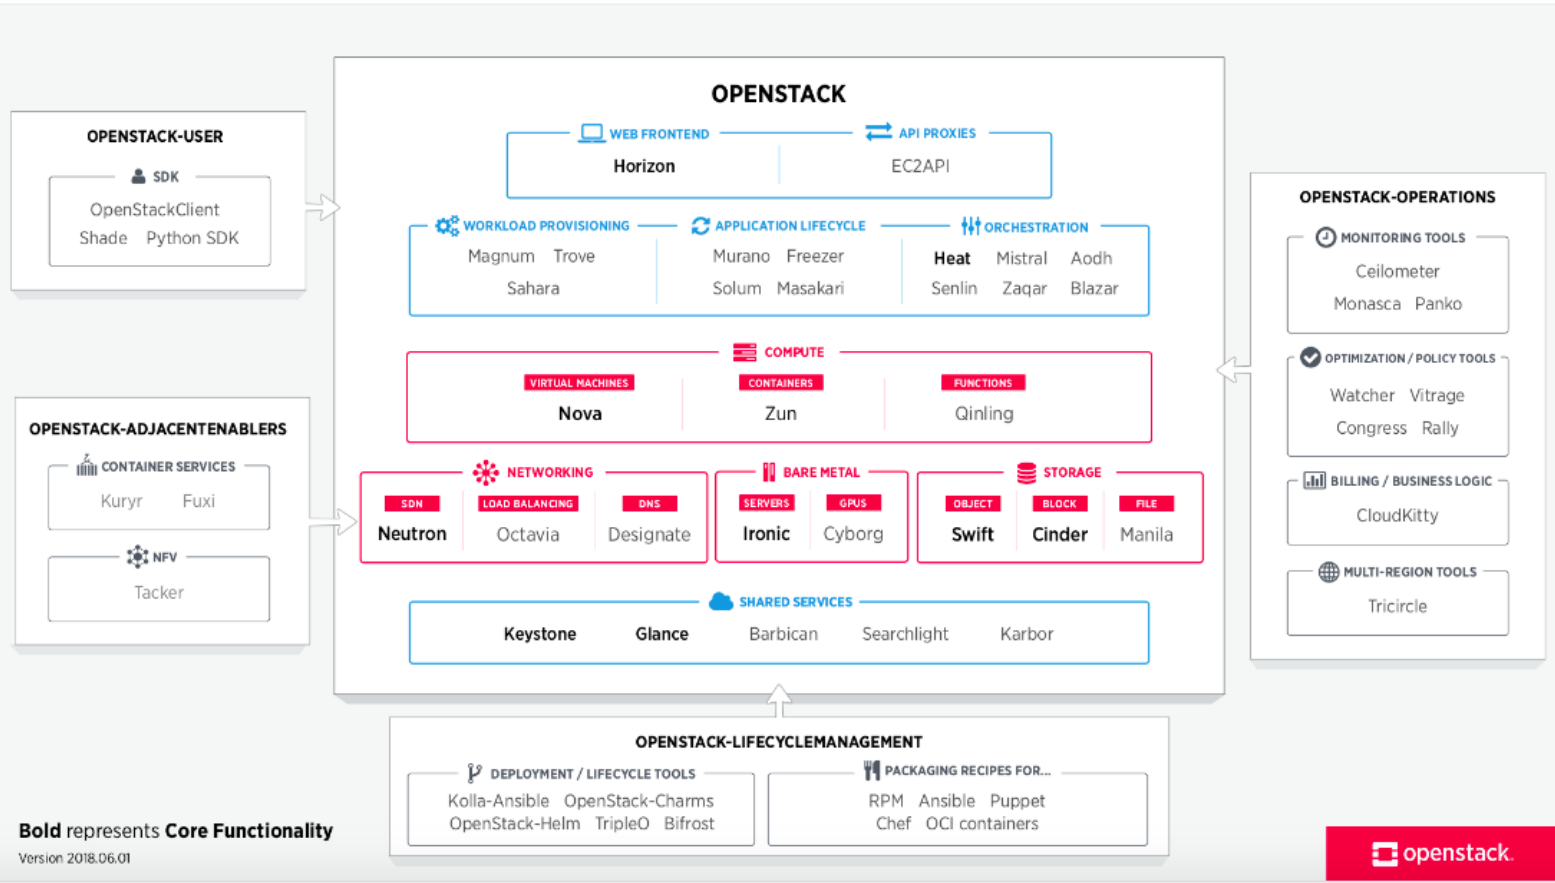 OPENSTACK
WEB FRONTEND
Horizon
API PROXIES
EC2API
WORKLOAD PROVISIONING
Magnum Trove
Sahara
APPLICATION LIFECYCLE
Murano Freezer
Solum Masakari
ORCHESTRATION
Heat Mistral Aodh
Senlin Zaqar Blazar
COMPUTE
VIRTUAL MACHINES
Nova
CONTAINERS
Zun
FUNCTIONS
Qinling
NETWORKING
SDN
Neutron
LOAD BALANCING
Octavia
DNS
Designate
BARE METAL
SERVERS
Ironic
GPUS
Cyborg
STORAGE
OBJECT
Swift
BLOCK
Cinder
FILE
Manila
SHARED SERVICES
Keystone Glance Barbican Searchlight Karbor
OPENSTACK-USER
SDK
OpenStackClient
Shade Python SDK
OPENSTACK-ADJACENTENABLERS
CONTAINER SERVICES
Kuryr Fuxi
NFV
Tacker
OPENSTACK-OPERATIONS
MONITORING TOOLS
Ceilometer
Monasca Panko
OPTIMIZATION / POLICY TOOLS
Watcher Vitrage
Congress Rally
BILLING / BUSINESS LOGIC
CloudKitty
MULTI-REGION TOOLS
Tricircle
OPENSTACK-LIFECYCLEMANAGEMENT
DEPLOYMENT / LIFECYCLE TOOLS
Kolla-Ansible OpenStack-Charms
OpenStack-Helm TripleO Bifrost
PACKAGING RECIPES FOR...
RPM Ansible Puppet
Chef OCI containers
Bold represents Core Functionality
Version 2018.06.01
openstack.